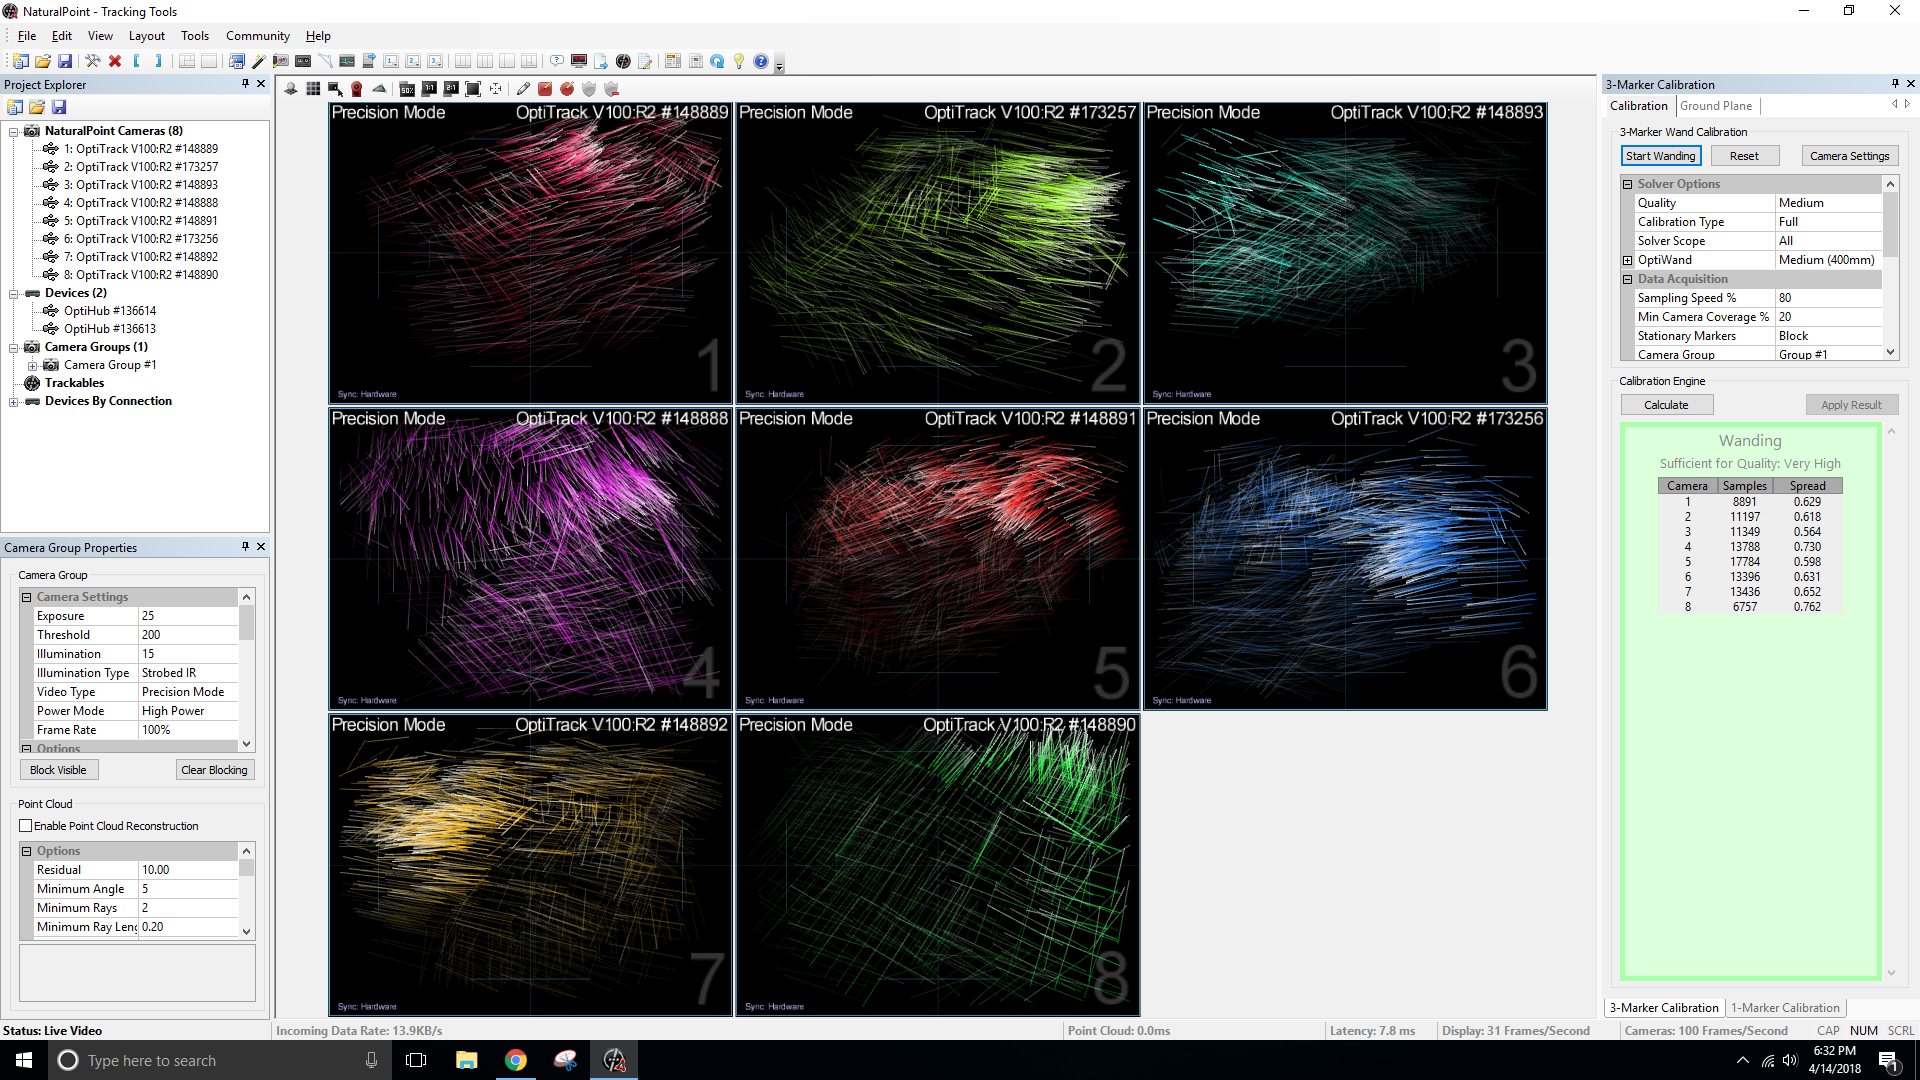 NaturalPoint - Tracking Tools
File Edit View Layout Tools Community Help
Project Explorer
NaturalPoint Cameras (8)
1: OptiTrack V100:R2 #148889
2: OptiTrack V100:R2 #173257
3: OptiTrack V100:R2 #148893
4: OptiTrack V100:R2 #148888
5: OptiTrack V100:R2 #148891
6: OptiTrack V100:R2 #173256
7: OptiTrack V100:R2 #148892
8: OptiTrack V100:R2 #148890
Devices (2)
OptiHub #136614
OptiHub #136613
Camera Groups (1)
Camera Group #1
Trackables
Devices By Connection
Camera Group Properties
Camera Group
Camera Settings
Exposure 25
Threshold 200
Illumination 15
Illumination Type Strobed IR
Video Type Precision Mode
Power Mode High Power
Frame Rate 100%
Options
Block Visible Clear Blocking
Point Cloud
Enable Point Cloud Reconstruction
Options
Residual 10.00
Minimum Angle 5
Minimum Rays 2
Minimum Ray Leng 0.20
50% 1:1 2:1
Precision Mode OptiTrack V100:R2 #148889
1
Sync: Hardware
Precision Mode OptiTrack V100:R2 #173257
2
Sync: Hardware
Precision Mode OptiTrack V100:R2 #148893
3
Sync: Hardware
Precision Mode OptiTrack V100:R2 #148888
4
Sync: Hardware
Precision Mode OptiTrack V100:R2 #148891
5
Sync: Hardware
Precision Mode OptiTrack V100:R2 #173256
6
Sync: Hardware
Precision Mode OptiTrack V100:R2 #148892
7
Sync: Hardware
Precision Mode OptiTrack V100:R2 #148890
8
Sync: Hardware
3-Marker Calibration
Calibration Ground Plane
3-Marker Wand Calibration
Start Wanding Reset Camera Settings
Solver Options
Quality Medium
Calibration Type Full
Solver Scope All
OptiWand Medium (400mm)
Data Acquisition
Sampling Speed % 80
Min Camera Coverage % 20
Stationary Markers Block
Camera Group Group #1
Calibration Engine
Calculate Apply Result
Wanding
Sufficient for Quality: Very High
Camera Samples Spread
1 8891 0.629
2 11197 0.618
3 11349 0.564
4 13788 0.730
5 17784 0.598
6 13396 0.631
7 13436 0.652
8 6757 0.762
3-Marker Calibration 1-Marker Calibration
Status: Live Video Incoming Data Rate: 13.9KB/s Point Cloud: 0.0ms Latency: 7.8 ms Display: 31 Frames/Second Cameras: 100 Frames/Second CAP NUM SCRL
Type here to search
6:32 PM
4/14/2018
1